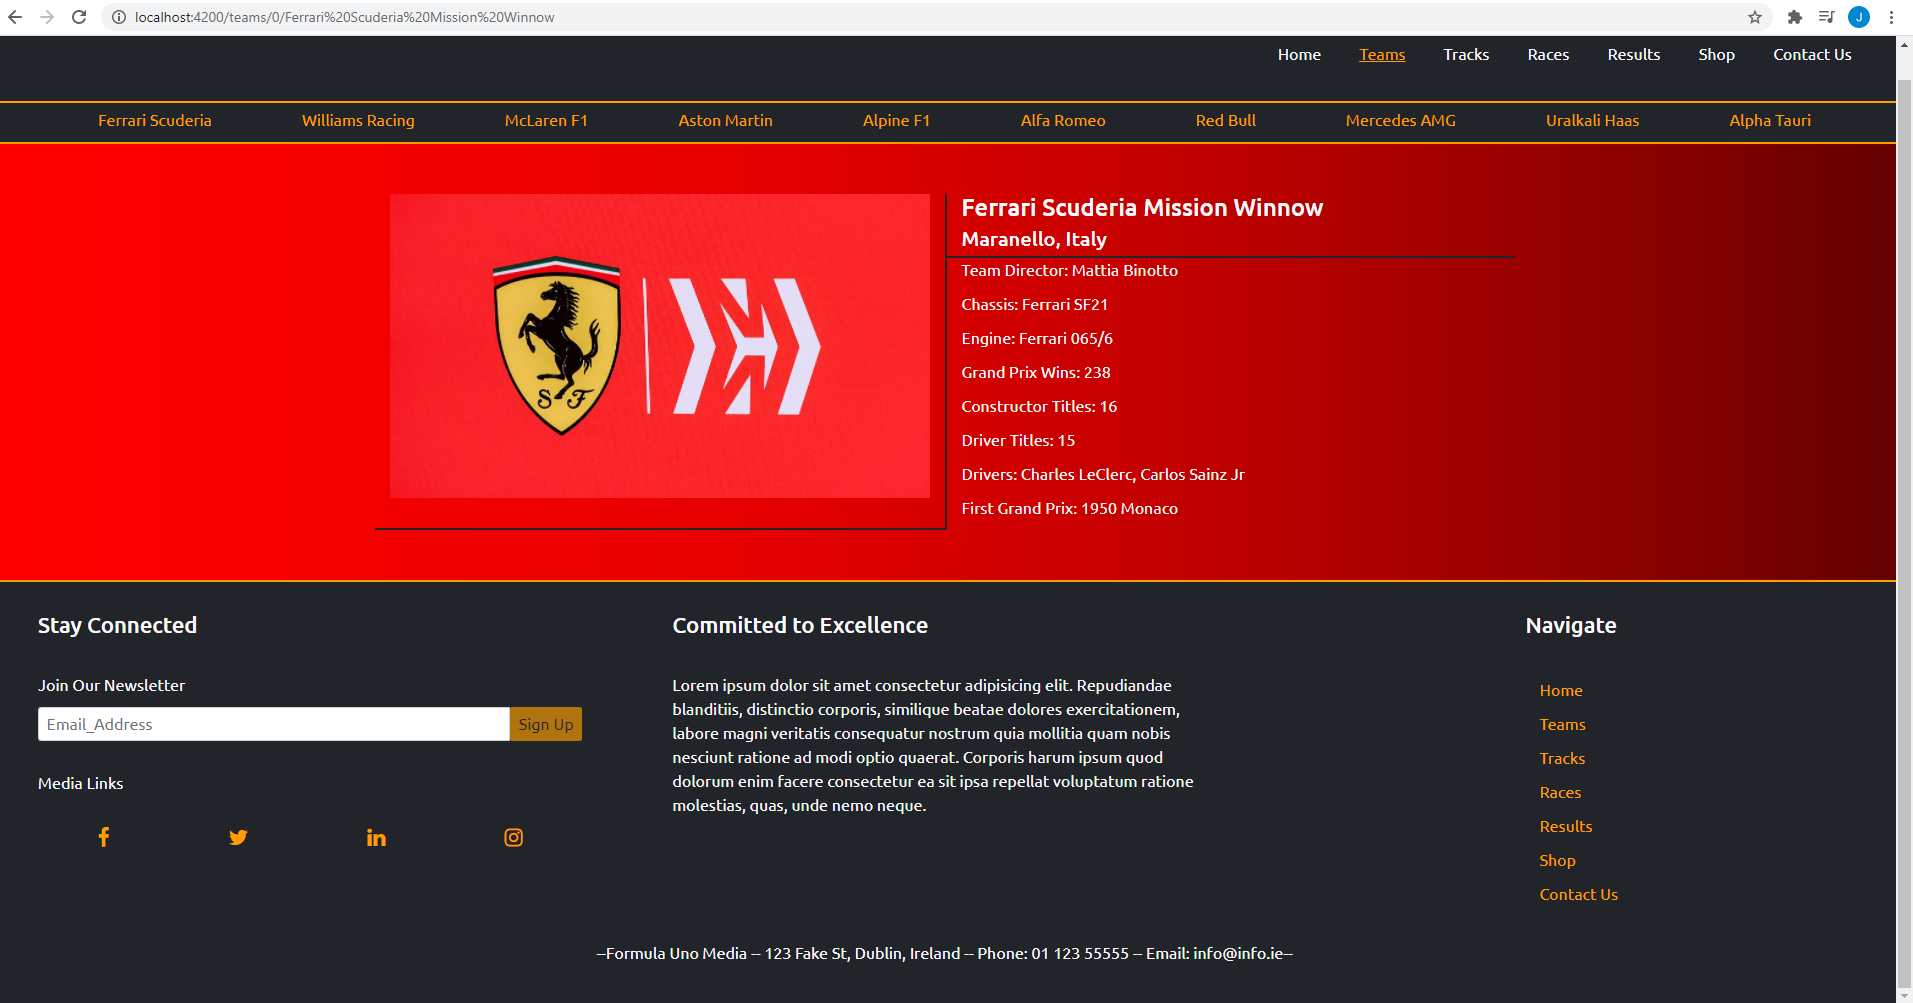 localhost:4200/teams/0/Ferrari%20Scuderia%20Mission%20Winnow
J
Home Teams Tracks Races Results Shop Contact Us
Ferrari Scuderia Williams Racing McLaren F1 Aston Martin Alpine F1 Alfa Romeo Red Bull Mercedes AMG Uralkali Haas Alpha Tauri
S F
Ferrari Scuderia Mission Winnow
Maranello, Italy
Team Director: Mattia Binotto
Chassis: Ferrari SF21
Engine: Ferrari 065/6
Grand Prix Wins: 238
Constructor Titles: 16
Driver Titles: 15
Drivers: Charles LeClerc, Carlos Sainz Jr
First Grand Prix: 1950 Monaco
Stay Connected
Join Our Newsletter
Email_Address Sign Up
Media Links
Committed to Excellence
Lorem ipsum dolor sit amet consectetur adipisicing elit. Repudiandae
blanditiis, distinctio corporis, similique beatae dolores exercitationem,
labore magni veritatis consequatur nostrum quia mollitia quam nobis
nesciunt ratione ad modi optio quaerat. Corporis harum ipsum quod
dolorum enim facere consectetur ea sit ipsa repellat voluptatum ratione
molestias, quas, unde nemo neque.
Navigate
Home
Teams
Tracks
Races
Results
Shop
Contact Us
--Formula Uno Media -- 123 Fake St, Dublin, Ireland -- Phone: 01 123 55555 -- Email: info@info.ie--